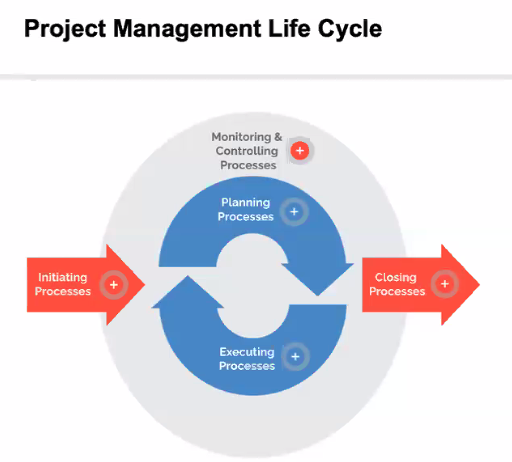 Project Management Life Cycle
Monitoring &
Controlling
Processes
Planning
Processes
Initiating
Processes
Closing
Processes
Executing
Processes